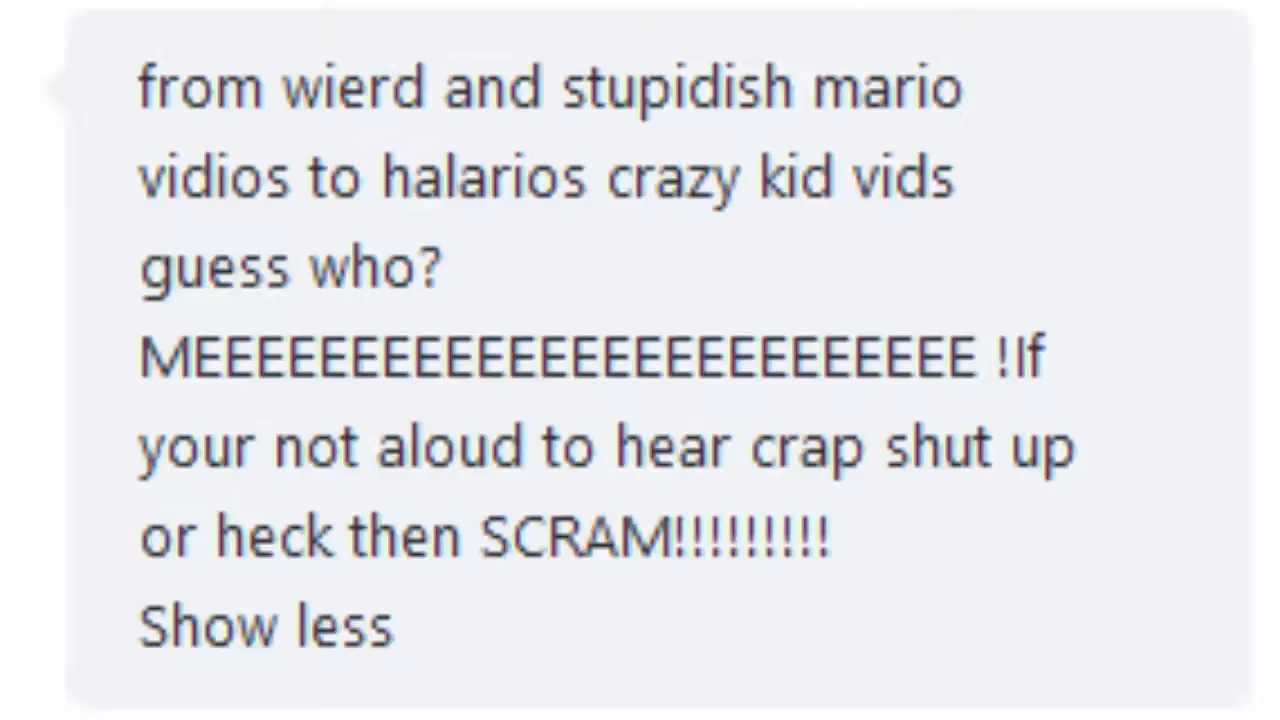 from wierd and stupidish mario
vidios to halarios crazy kid vids
guess who?
MEEEEEEEEEEEEEEEEEEEEEEEEE !If
your not aloud to hear crap shut up
or heck then SCRAM!!!!!!!!!
Show less